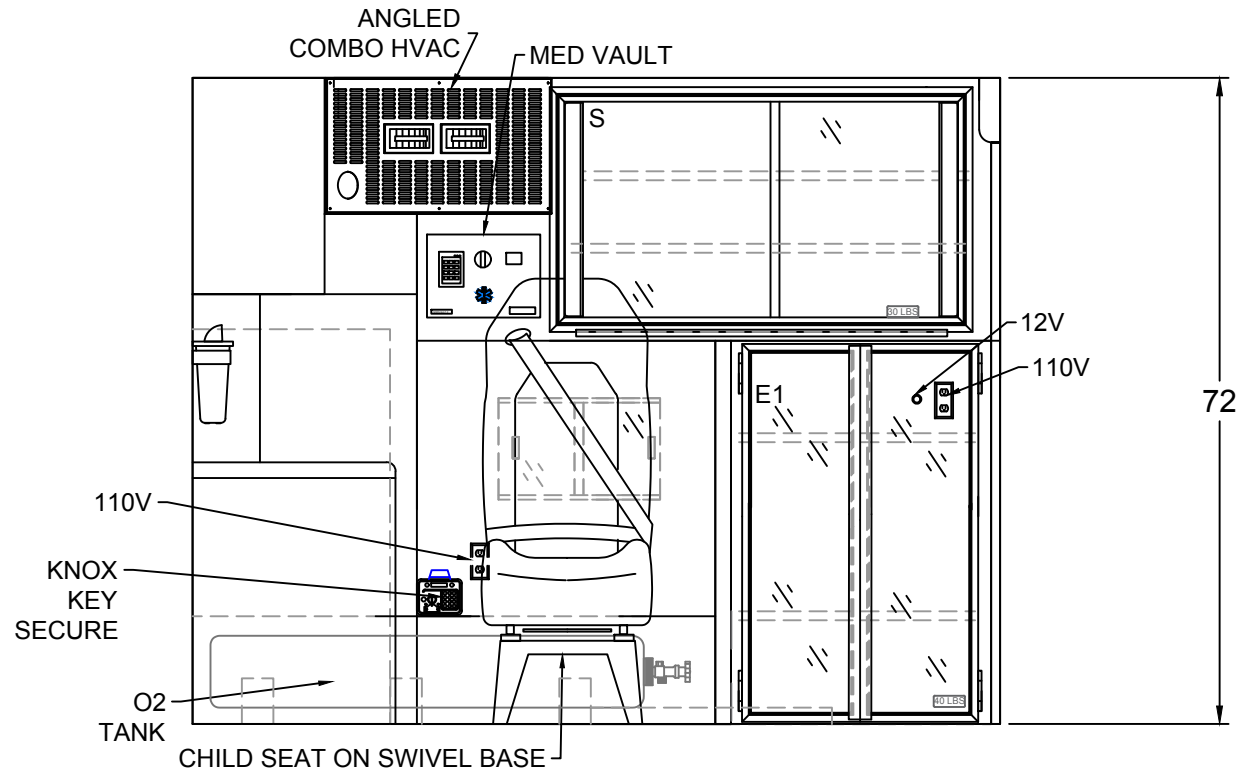 ANGLED
COMBO HVAC
MED VAULT
S
30 LBS
12V
110V
E1
72
110V
KNOX
KEY
SECURE
40 LBS
O2
TANK
CHILD SEAT ON SWIVEL BASE